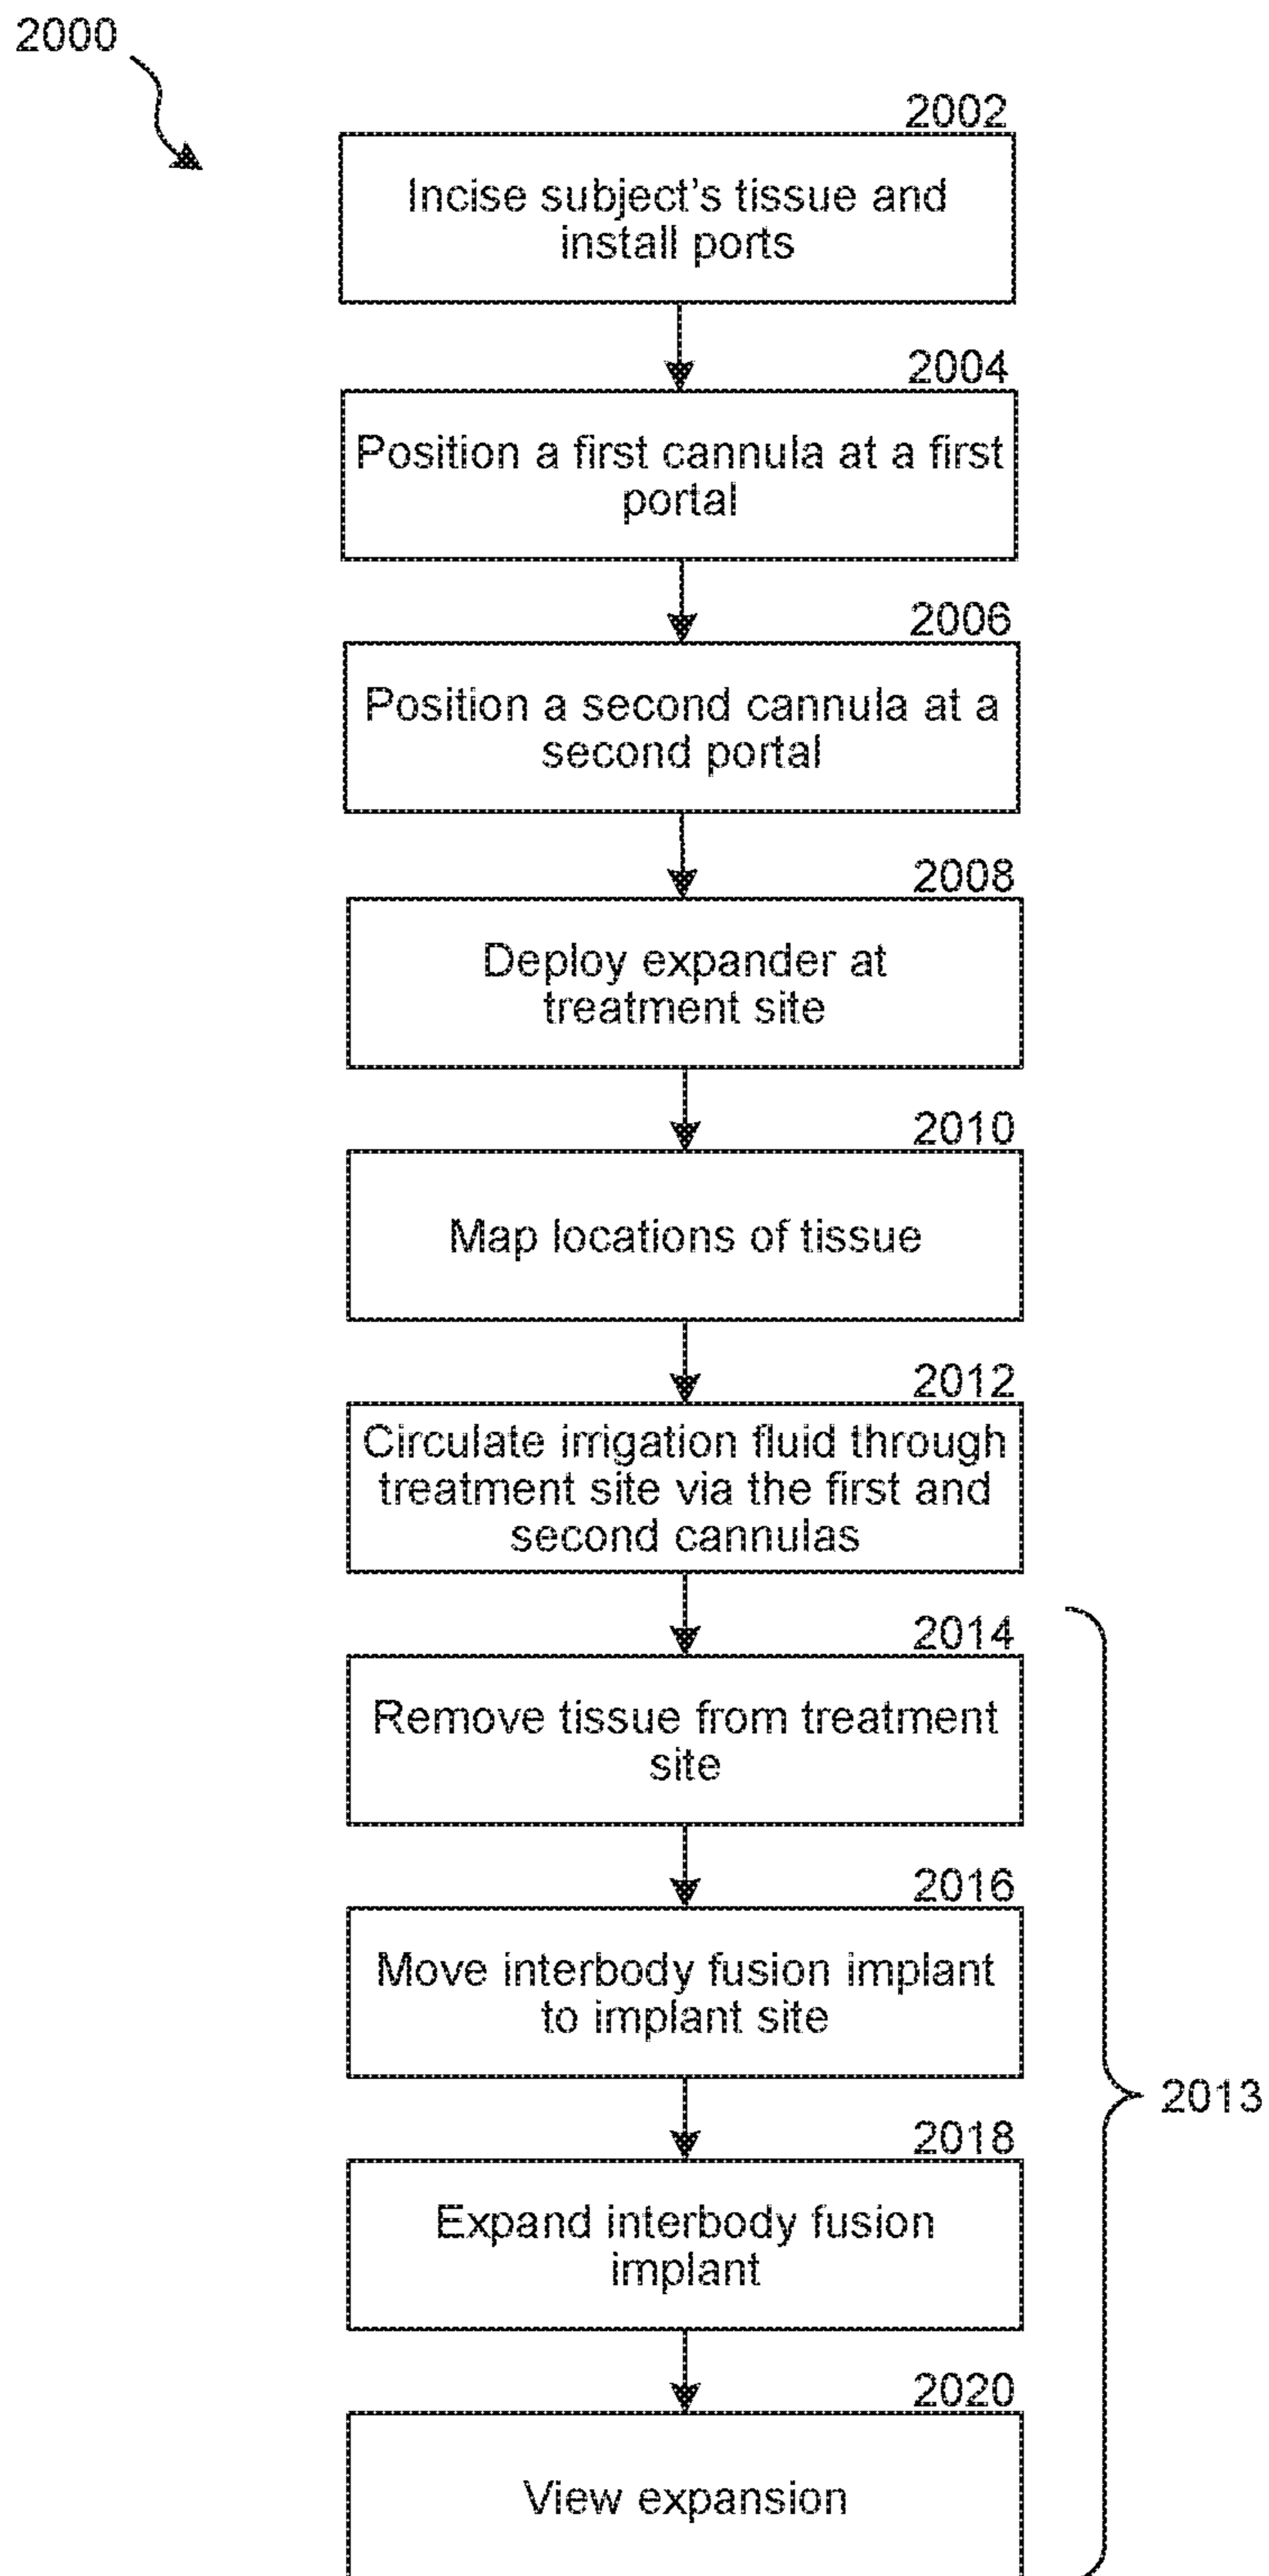 2000
2002
Incise subject's tissue and
install ports
2004
Position a first cannula at a first
portal
2006
Position a second cannula at a
second portal
2008
Deploy expander at
treatment site
2010
Map locations of tissue
2012
Circulate irrigation fluid through
treatment site via the first and
second cannulas
2014
Remove tissue from treatment
site
2016
Move interbody fusion implant
to implant site
2013
2018
Expand interbody fusion
implant
2020
View expansion